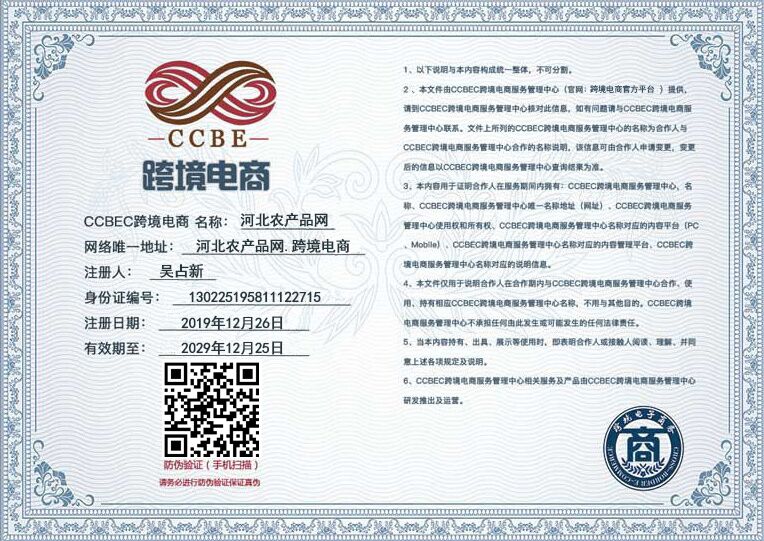 CCBE
跨境电商
CCBEC跨境电商 名称: 河北农产品网
网络唯一地址: 河北农产品网.跨境电商
注册人: 吴占新
身份证编号: 130225195811122715
注册日期: 2019年12月26日
有效期至: 2029年12月25日
防伪验证（手机扫描）
请务必进行防伪验证保证真伪
1、以下说明与本内容构成统一整体，不可分割。
2、本文件由CCBEC跨境电商服务管理中心（官网：跨境电商官方平台 ）提供，
请到CCBEC跨境电商服务管理中心核对此信息，如有问题请与CCBEC跨境电商服
务管理中心联系。文件上所列的CCBEC跨境电商服务管理中心的名称为合作人与
CCBEC跨境电商服务管理中心合作的名称说明，该信息可由合作人申请变更，变更
后的信息以CCBEC跨境电商服务管理中心查询结果为准。
3、本内容用于证明合作人在服务期间内拥有：CCBEC跨境电商服务管理中心，名
称、CCBEC跨境电商服务管理中心唯一名称地址（网址）、CCBEC跨境电商服务
管理中心使用权和所有权、CCBEC跨境电商服务管理中心名称对应的内容平台（PC
、Mobile）、CCBEC跨境电商服务管理中心名称对应的内容管理平台、CCBEC跨
境电商服务管理中心名称对应的说明信息。
4、本文件仅用于说明合作人在合作期内与CCBEC跨境电商服务管理中心合作、使
用、持有相应CCBEC跨境电商服务管理中心名称，不用与其他目的。CCBEC跨境
电商服务管理中心不承担任何由此发生或可能发生的任何法律责任。
5、当本内容持有、出具、展示等使用时，即表明合作人或接触人阅读、理解、并同
意上述各项规定及说明。
6、CCBEC跨境电商服务管理中心相关服务及产品由CCBEC跨境电商服务管理中心
研发推出及运营。
跨境电子商务
商
CROSS-BORDER E-COMMERCE